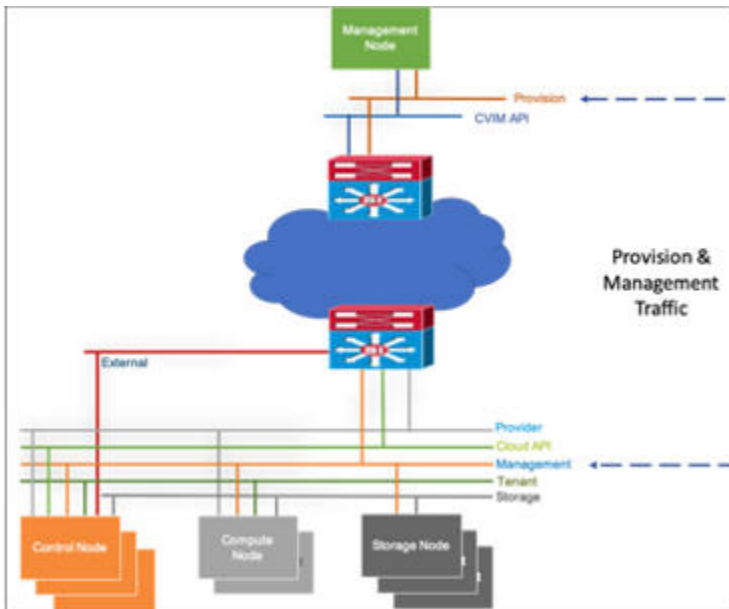 Management
Node
Provision
CVIM API
Provision &
Management
Traffic
External
Provider
Cloud API
Management
Tenant
Storage
Control Node
Compute
Node
Storage Node